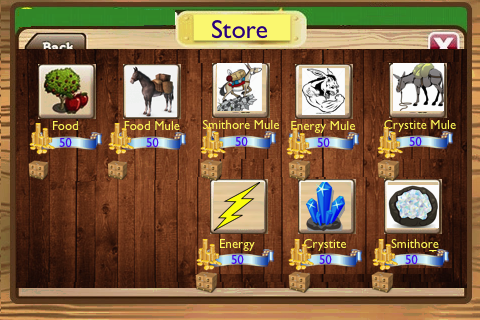 Store
Back
X
Food
Food Mule
Smithore Mule
Energy Mule
Crystite Mule
50
50
50
50
50
Energy
Crystite
Smithore
50
50
50